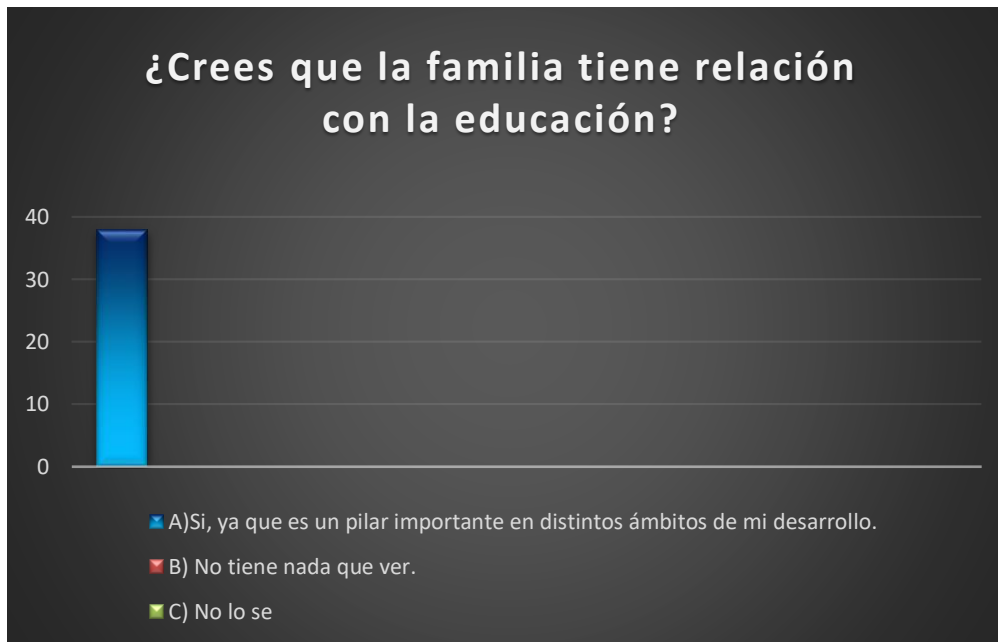 ¿Crees que la familia tiene relación
con la educación?
40
30
20
10
0
A)Si, ya que es un pilar importante en distintos ámbitos de mi desarrollo.
B) No tiene nada que ver.
C) No lo se